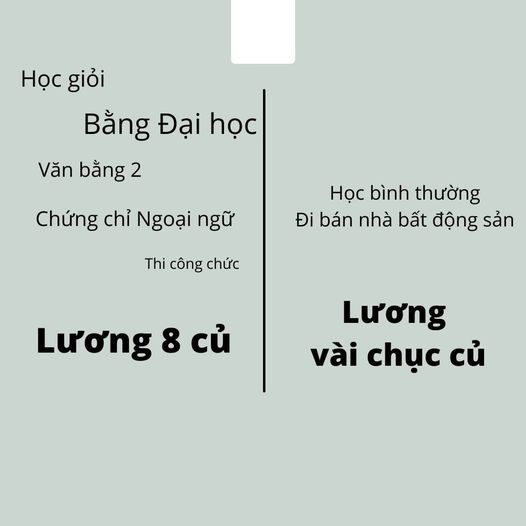 Học giỏi
Bằng Đại học
Văn bằng 2
Chứng chỉ Ngoại ngữ
Thi công chức
Lương 8 củ
Học bình thường
Đi bán nhà bất động sản
Lương
vài chục củ